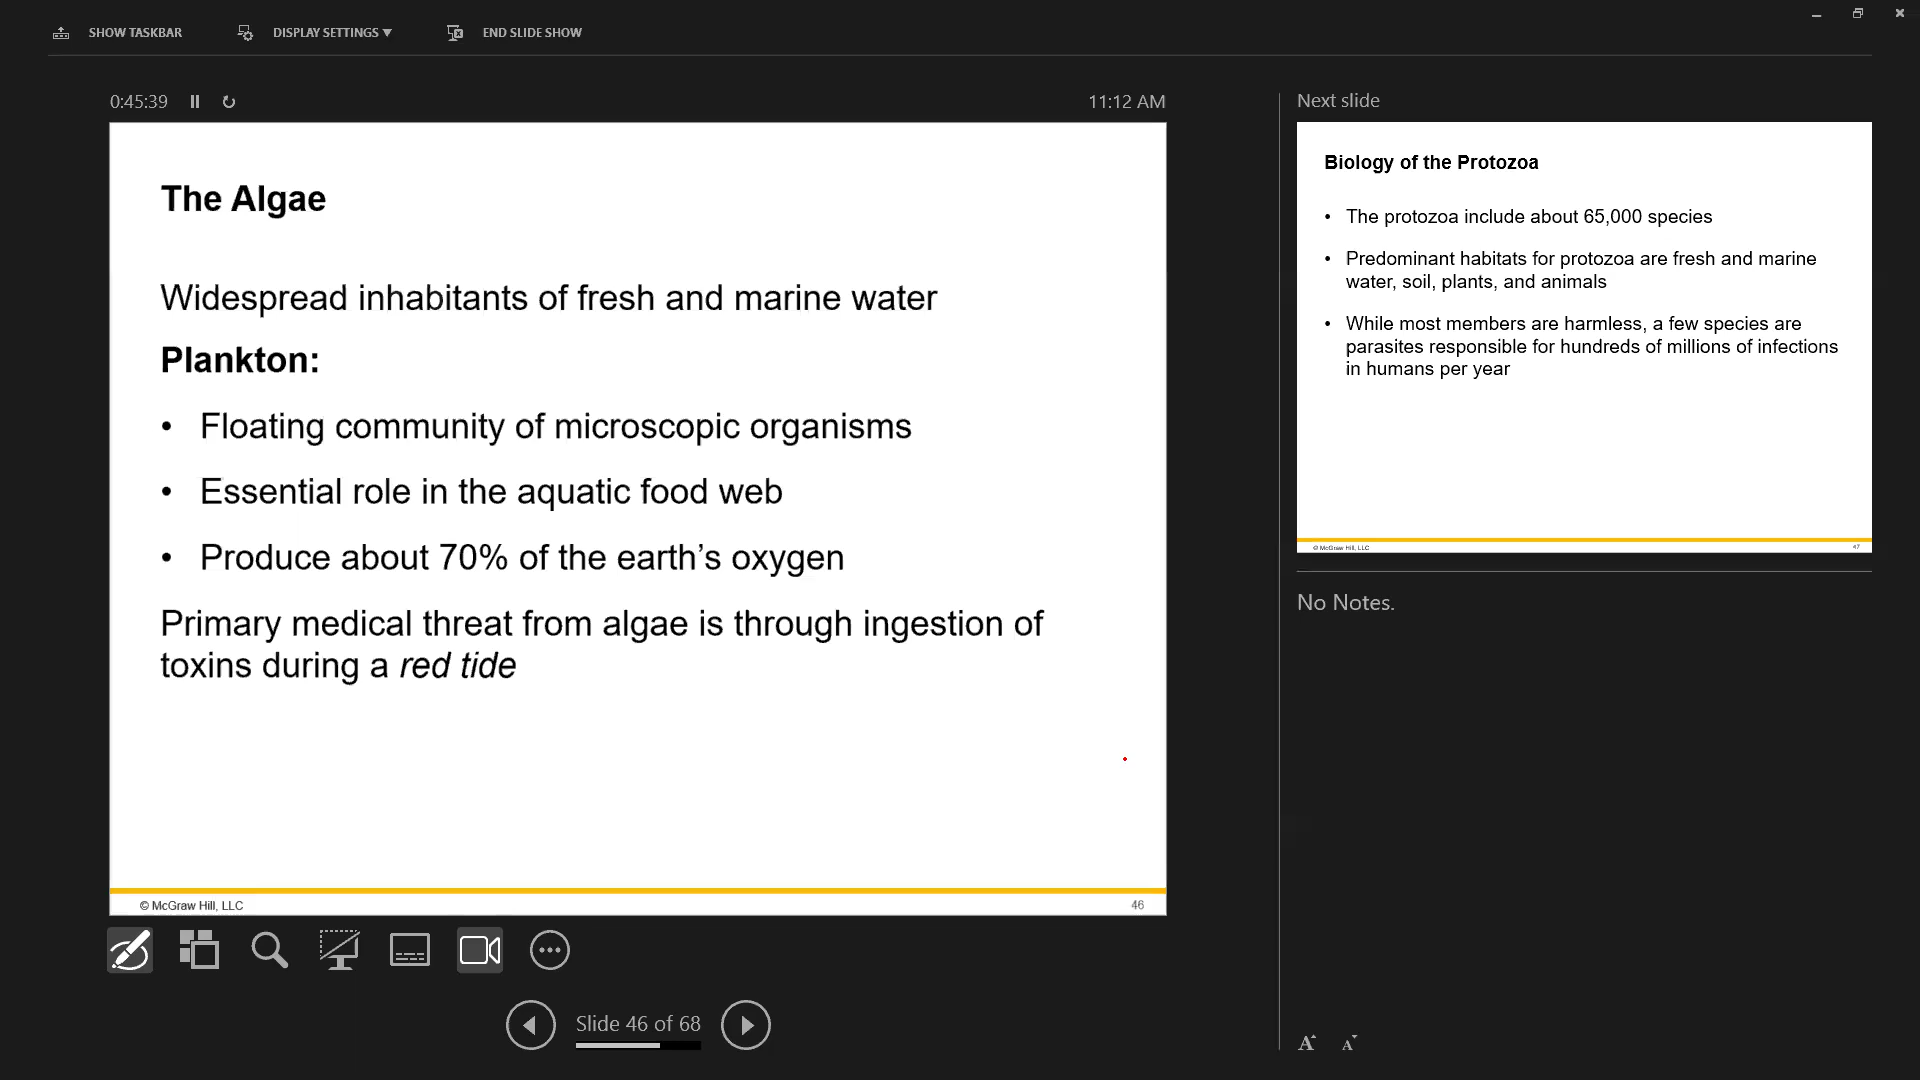 SHOW TASKBAR
DISPLAY SETTINGS ▼
END SLIDE SHOW
0:45:39
11:12 AM
The Algae
Widespread inhabitants of fresh and marine water
Plankton:
• Floating community of microscopic organisms
• Essential role in the aquatic food web
• Produce about 70% of the earth’s oxygen
Primary medical threat from algae is through ingestion of
toxins during a red tide
© McGraw Hill, LLC
46
Slide 46 of 68
Next slide
Biology of the Protozoa
• The protozoa include about 65,000 species
• Predominant habitats for protozoa are fresh and marine
water, soil, plants, and animals
• While most members are harmless, a few species are
parasites responsible for hundreds of millions of infections
in humans per year
© McGraw Hill, LLC
47
No Notes.
A A